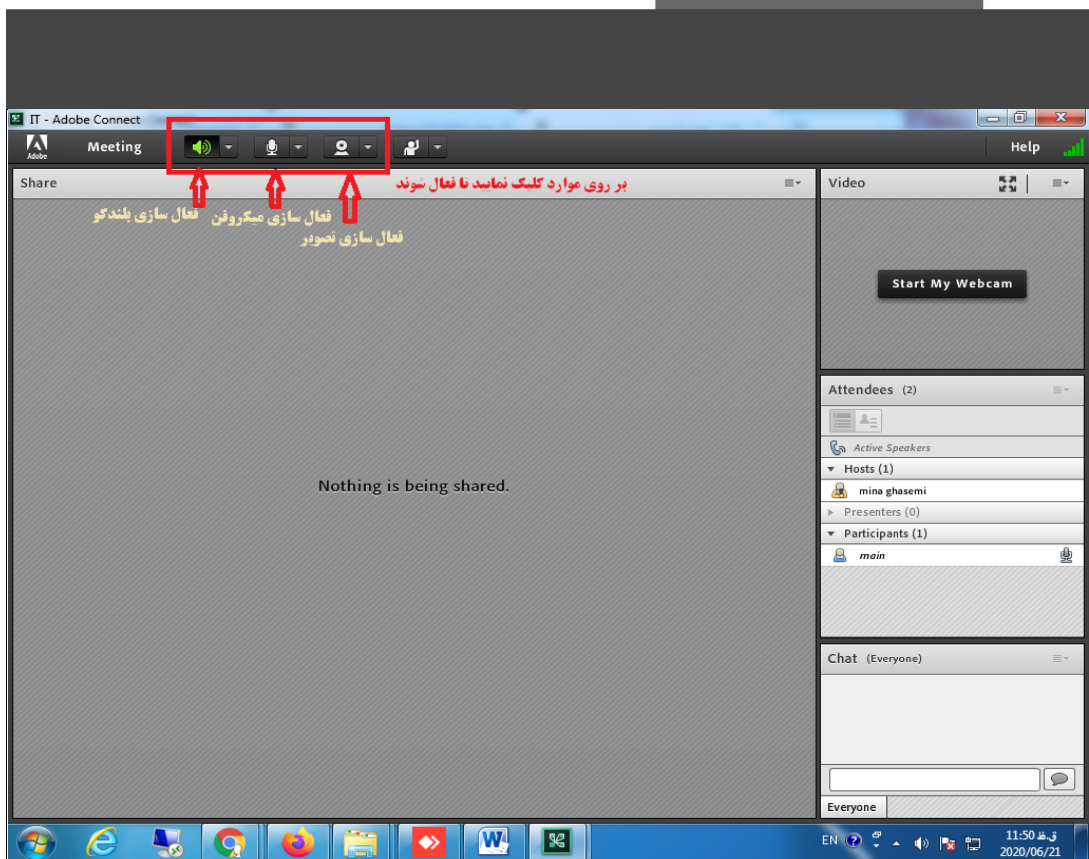 IT - Adobe Connect
Adobe
Meeting
Help
Share
بر روی موارد کلیک نمایید تا فعال شوند
Video
فعال سازی بلندگو
فعال سازی میکروفن
فعال سازی تصویر
Start My Webcam
Nothing is being shared.
Attendees (2)
Active Speakers
Hosts (1)
mina ghasemi
Presenters (0)
Participants (1)
main
Chat (Everyone)
Everyone
EN
11:50 ق.ظ
2020/06/21